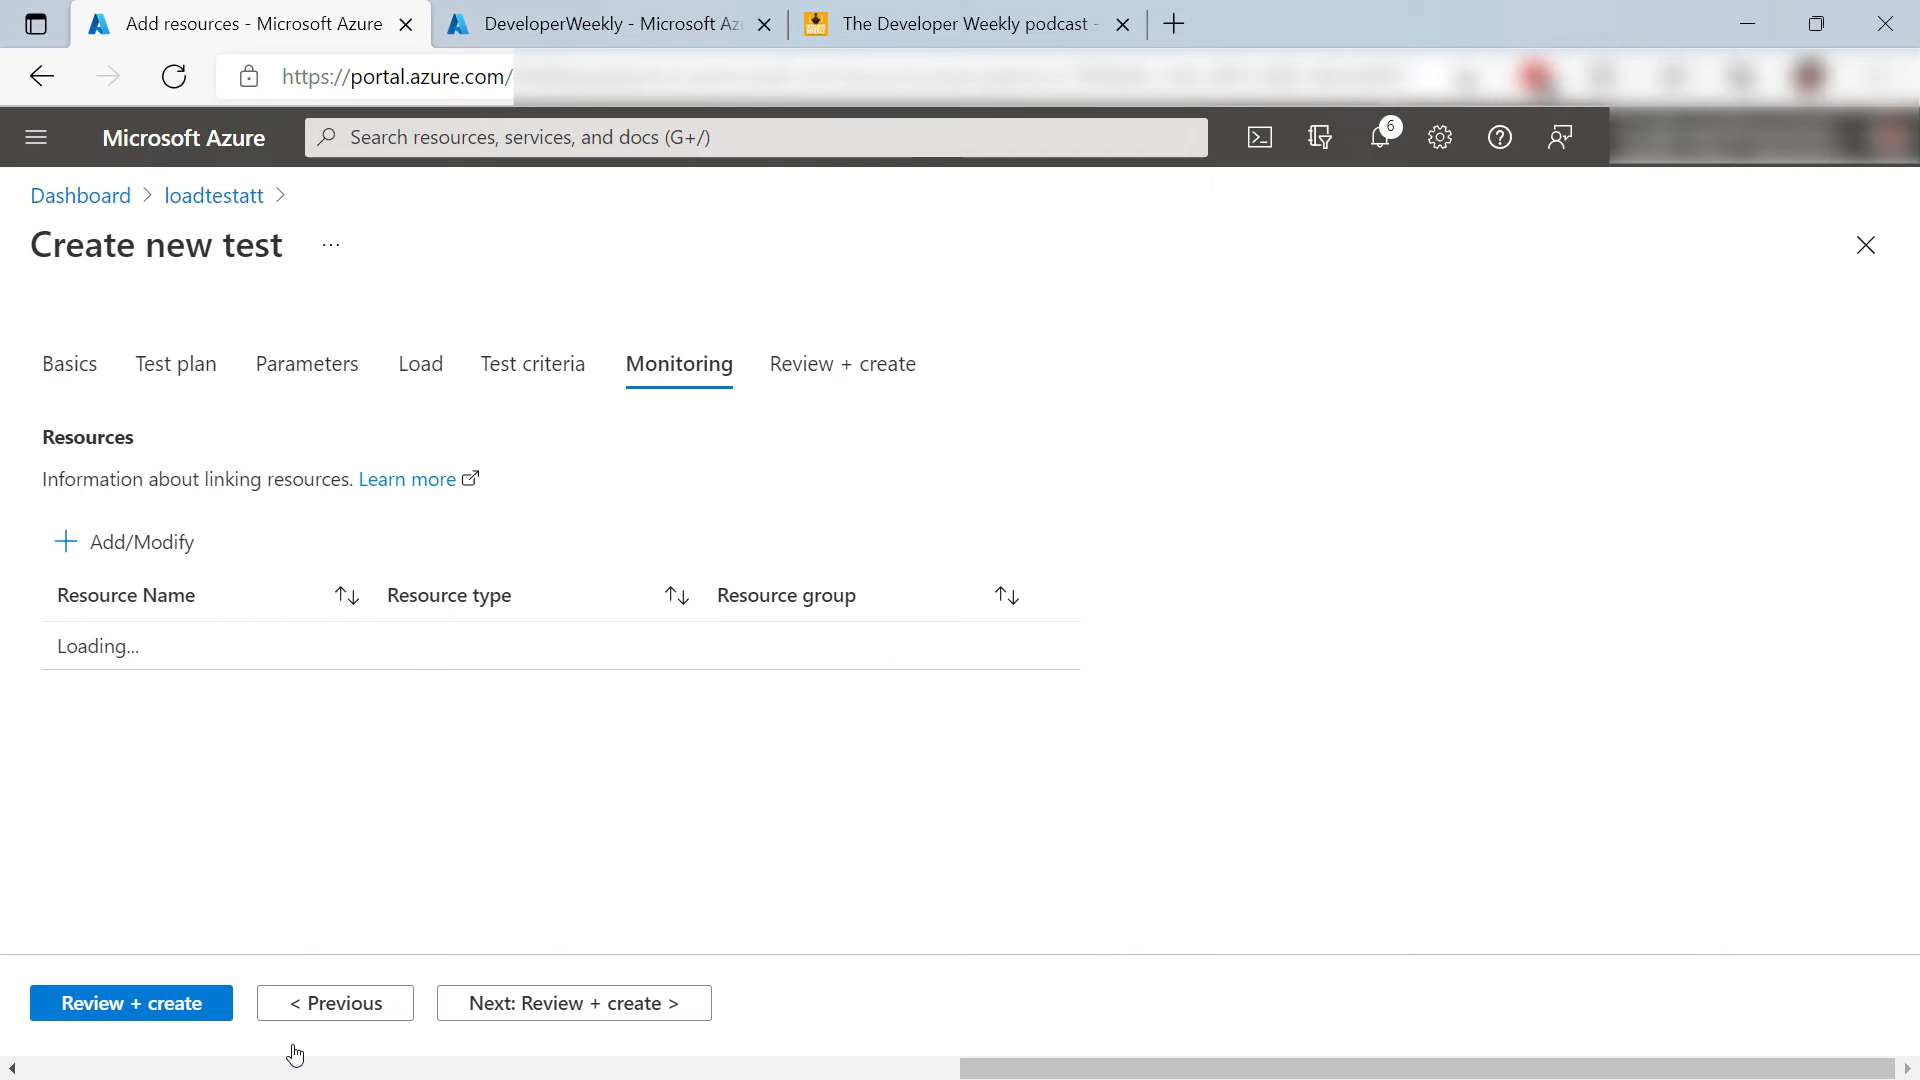 Add resources - Microsoft Azure
DeveloperWeekly - Microsoft Az
The Developer Weekly podcast -
https://portal.azure.com/
Microsoft Azure
Search resources, services, and docs (G+/)
6
Dashboard > loadtestatt >
Create new test ...
Basics Test plan Parameters Load Test criteria Monitoring Review + create
Resources
Information about linking resources. Learn more
+ Add/Modify
Resource Name ↑↓ Resource type ↑↓ Resource group ↑↓
Loading...
Review + create < Previous Next: Review + create >